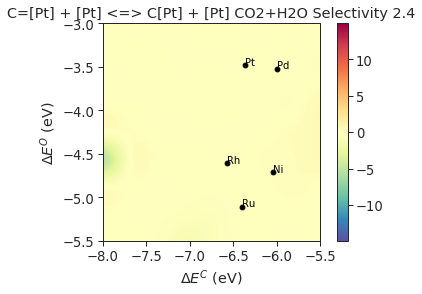 C=[Pt] + [Pt] <=> C[Pt] + [Pt] CO2+H2O Selectivity 2.4
−3.0
−3.5
−4.0
−4.5
−5.0
−5.5
ΔE^O (eV)
Pt
Pd
Rh
Ni
Ru
−8.0 −7.5 −7.0 −6.5 −6.0 −5.5
ΔE^C (eV)
10
5
0
−5
−10